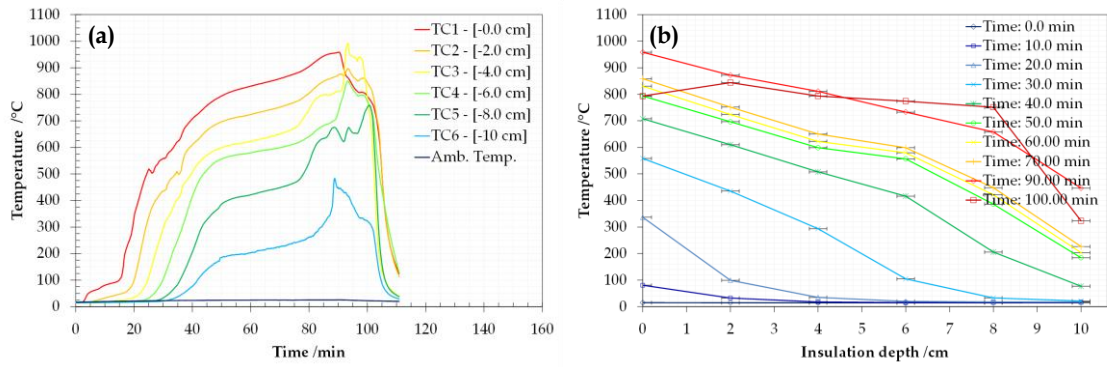 (a)
TC1 - [-0.0 cm]
TC2 - [-2.0 cm]
TC3 - [-4.0 cm]
TC4 - [-6.0 cm]
TC5 - [-8.0 cm]
TC6 - [-10 cm]
Amb. Temp.
1100
1000
900
800
700
600
500
400
300
200
100
0
Temperature /°C
0 20 40 60 80 100 120 140 160
Time /min
(b)
Time: 0.0 min
Time: 10.0 min
Time: 20.0 min
Time: 30.0 min
Time: 40.0 min
Time: 50.0 min
Time: 60.00 min
Time: 70.00 min
Time: 90.00 min
Time: 100.00 min
1100
1000
900
800
700
600
500
400
300
200
100
0
Temperature /°C
0 1 2 3 4 5 6 7 8 9 10
Insulation depth /cm